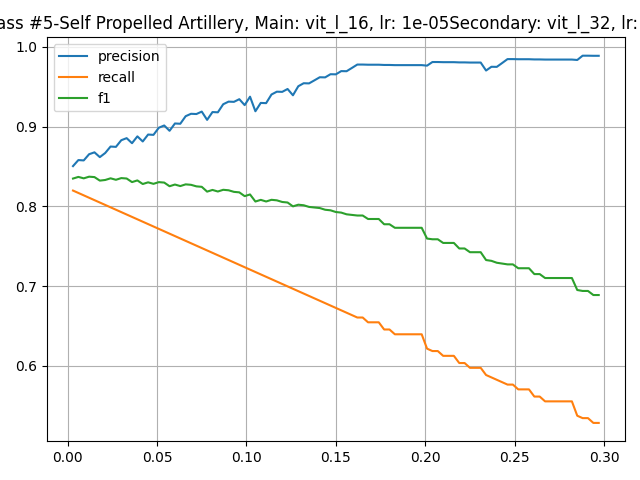 ass #5-Self Propelled Artillery, Main: vit_l_16, lr: 1e-05Secondary: vit_l_32, lr:
precision
recall
f1
1.0
0.9
0.8
0.7
0.6
0.00 0.05 0.10 0.15 0.20 0.25 0.30